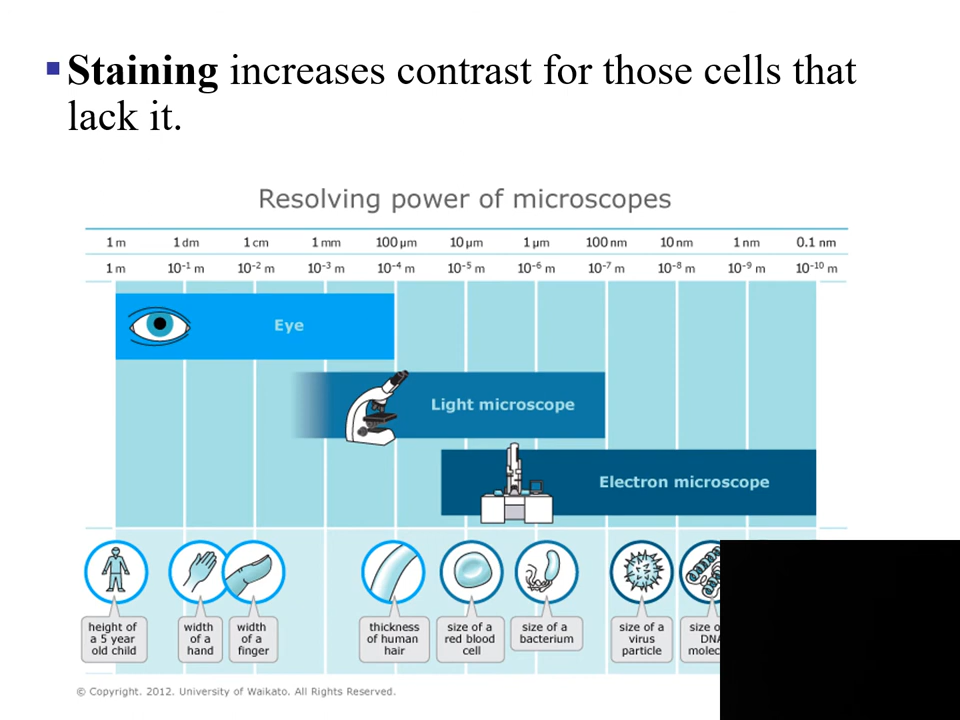 ▪ Staining increases contrast for those cells that
lack it.
Resolving power of microscopes
1 m 1 dm 1 cm 1 mm 100 µm 10 µm 1 µm 100 nm 10 nm 1 nm 0.1 nm
1 m 10⁻¹ m 10⁻² m 10⁻³ m 10⁻⁴ m 10⁻⁵ m 10⁻⁶ m 10⁻⁷ m 10⁻⁸ m 10⁻⁹ m 10⁻¹⁰ m
Eye
Light microscope
Electron microscope
height of
a 5 year
old child
width
of a
hand
width
of a
finger
thickness
of human
hair
size of a
red blood
cell
size of a
bacterium
size of a
virus
particle
size
DNA
© Copyright. 2012. University of Waikato. All Rights Reserved.